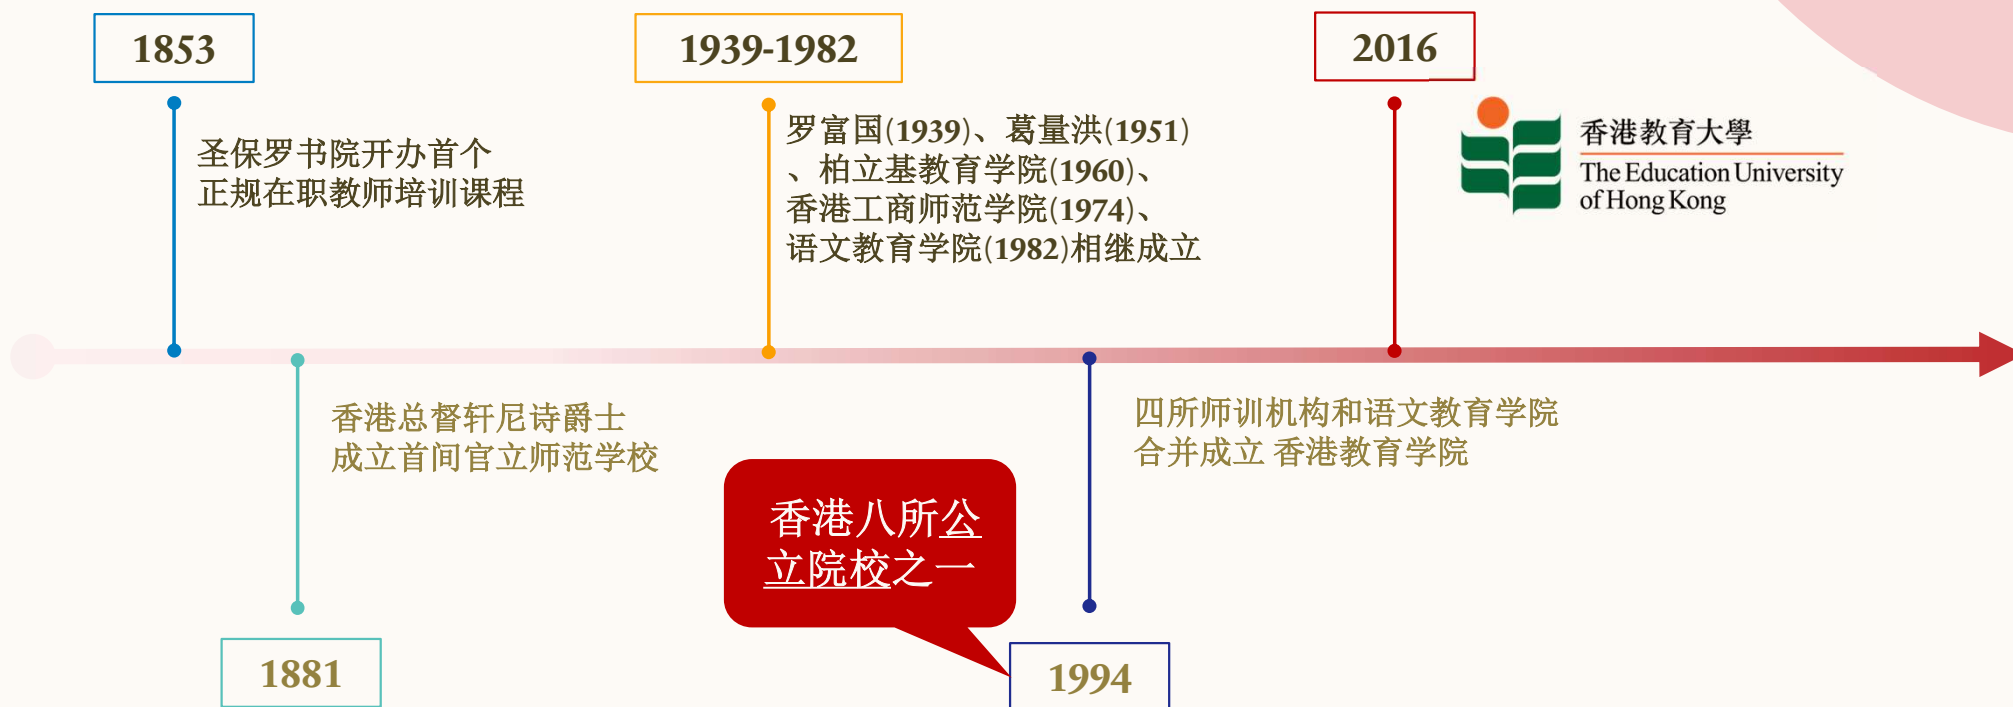 1853
圣保罗书院开办首个
正规在职教师培训课程
1939-1982
罗富国(1939)、葛量洪(1951)
、柏立基教育学院(1960)、
香港工商师范学院(1974)、
语文教育学院(1982)相继成立
2016
香港教育大學
The Education University
of Hong Kong
香港总督轩尼诗爵士
成立首间官立师范学校
1881
香港八所公
立院校之一
四所师训机构和语文教育学院
合并成立 香港教育学院
1994